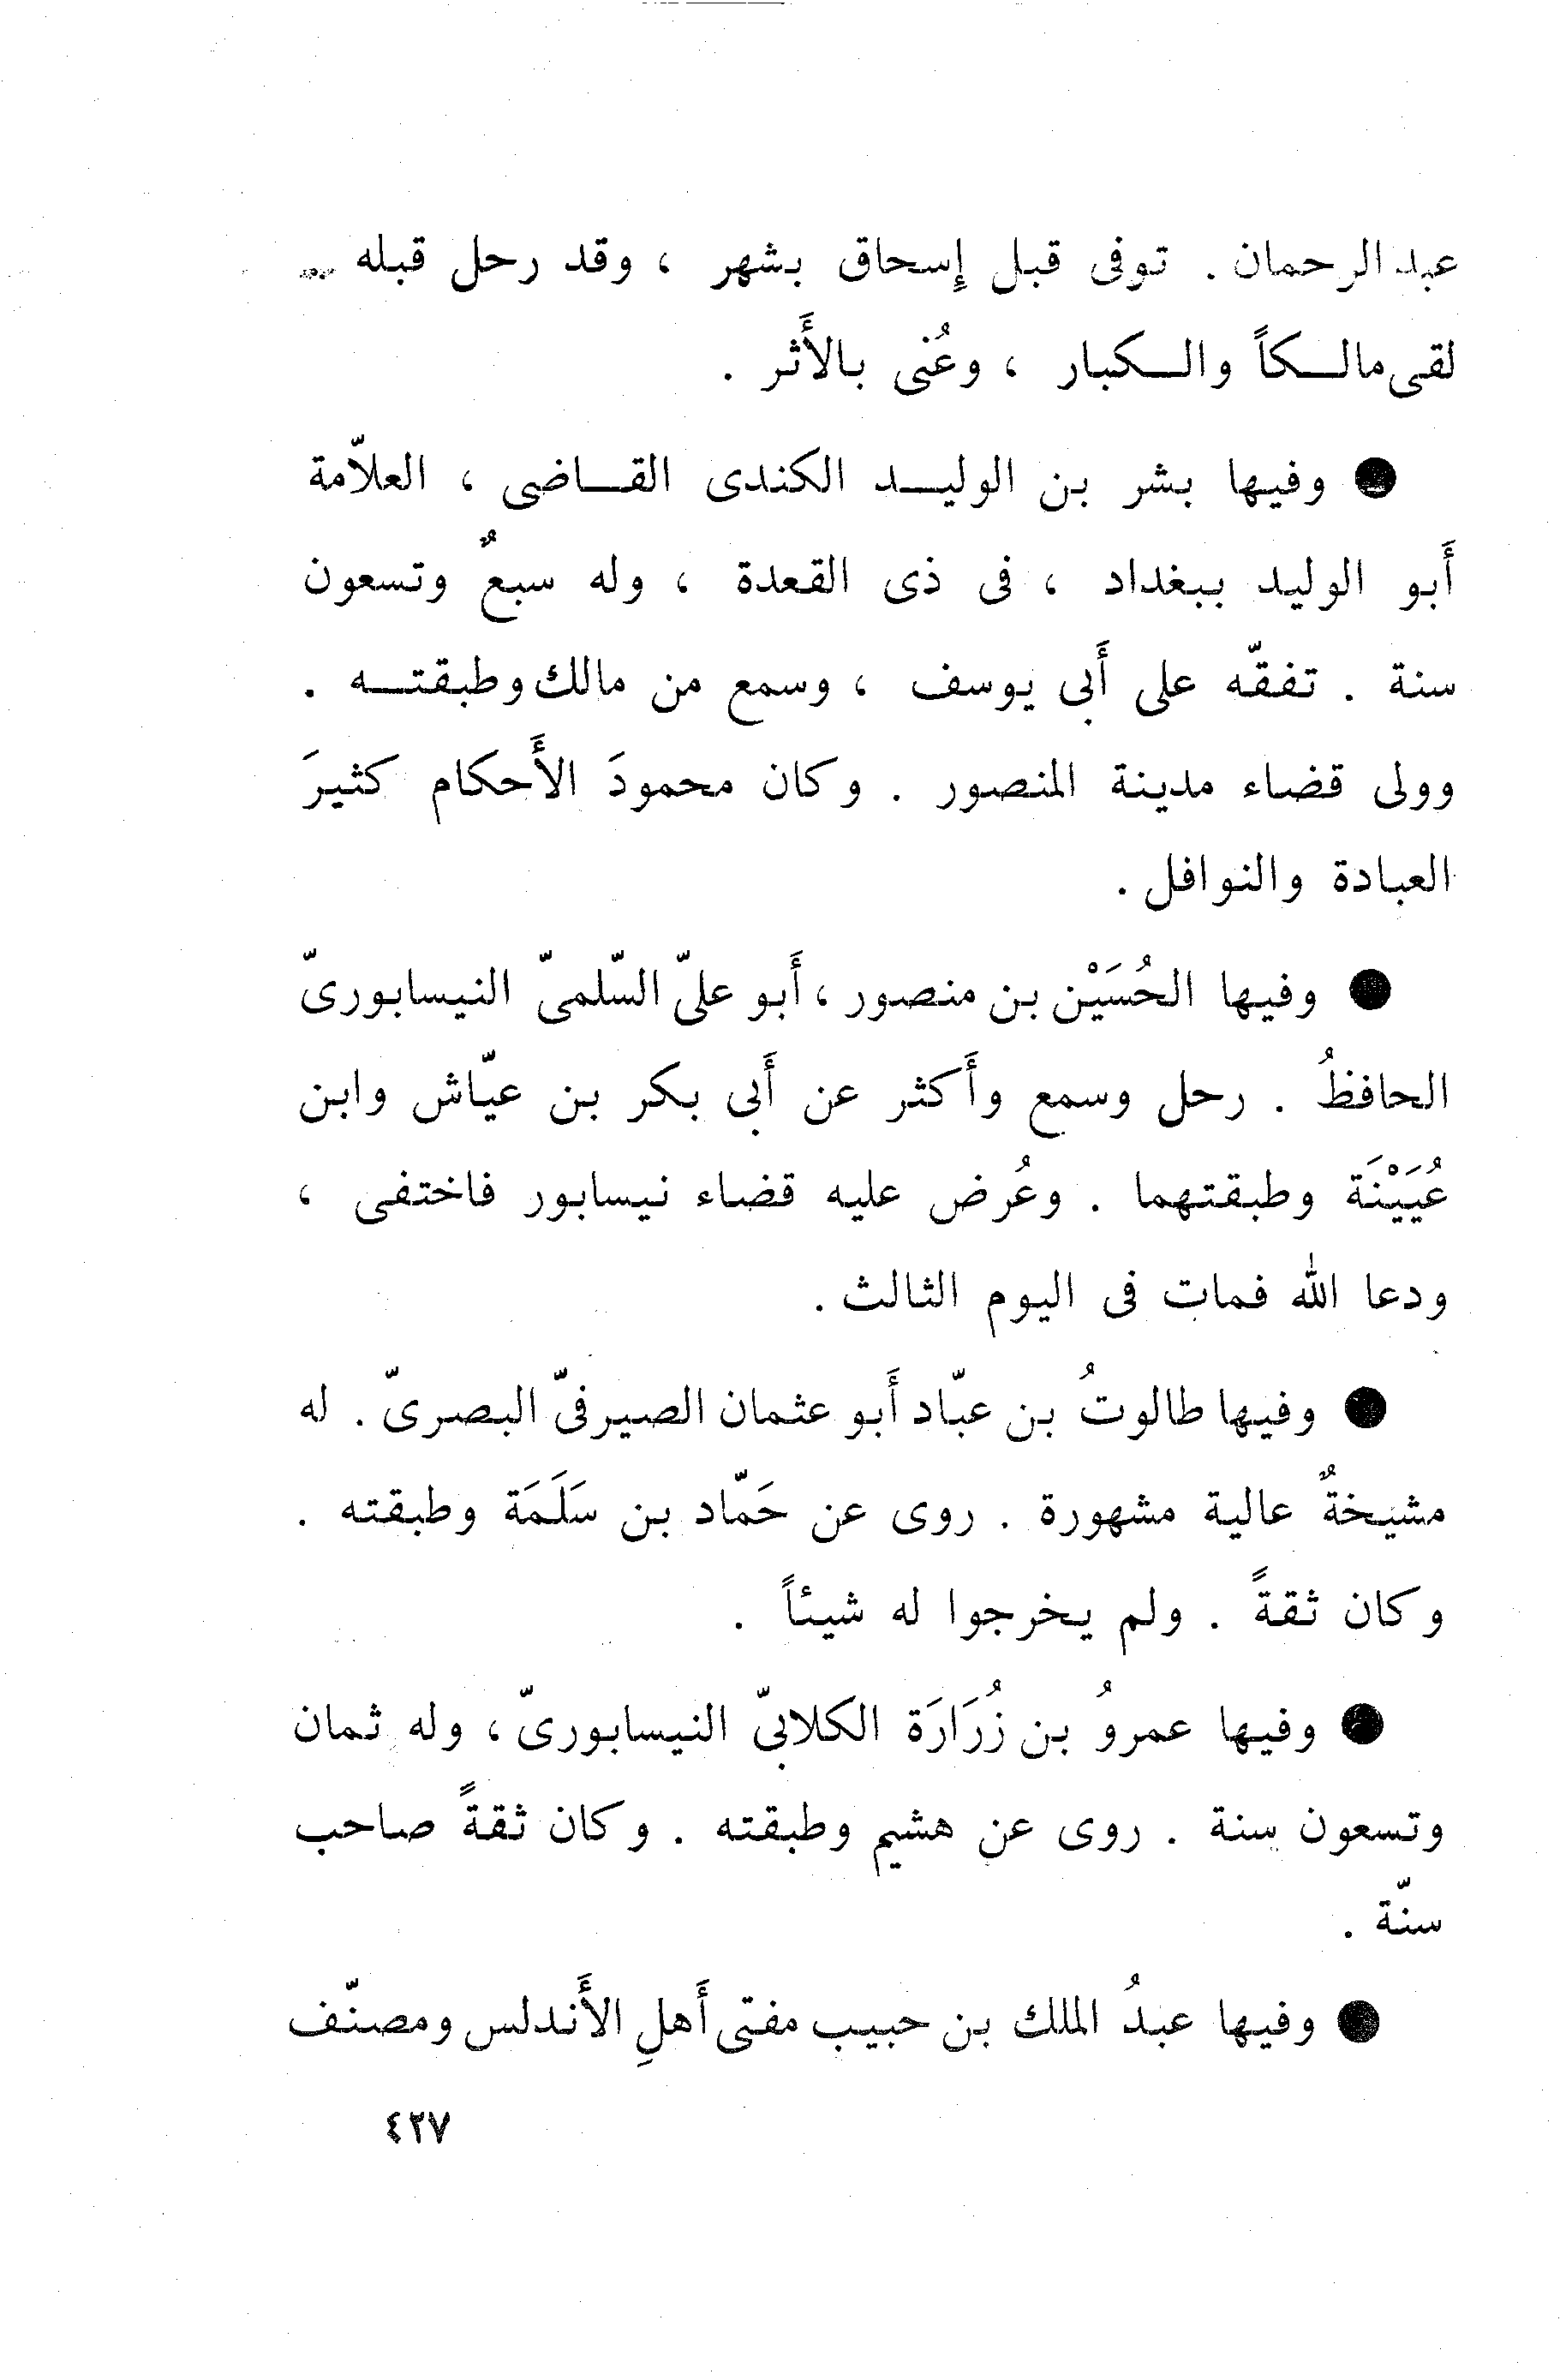 عبد الرحمان . توفى قبل إِسحاق بشهر ، وقد رحل قبله
لقى مالـكاً والـكبار ، وعُنى بالأَثر .
● وفيها بشر بن الوليـد الكندى القـاضى ، العلاّمة
أَبو الوليد ببغداد ، فى ذى القعدة ، وله سبعٌ وتسعون
سنة . تفقّه على أَبى يوسف ، وسمع من مالك وطبقتـه .
وولى قضاء مدينة المنصور . وكان محمودَ الأَحكام كثيرَ
العبادة والنوافل .
● وفيها الحُسَيْن بن منصور ، أَبو علىّ السّلمىّ النيسابورىّ
الحافظُ . رحل وسمع وأَكثر عن أَبى بكر بن عيّاش وابن
عُيَيْنَة وطبقتهما . وعُرض عليه قضاء نيسابور فاختفى ،
ودعا الله فمات فى اليوم الثالث .
● وفيها طالوتُ بن عبّاد أَبو عثمان الصيرفىّ البصرىّ . له
مشيخةٌ عالية مشهورة . روى عن حَمّاد بن سَلَمَة وطبقته .
وكان ثقةً . ولم يخرجوا له شيئاً .
● وفيها عمروُ بن زُرَارَة الكلابىّ النيسابورىّ ، وله ثمان
وتسعون سنة . روى عن هشيم وطبقته . وكان ثقةً صاحب
سنّة .
● وفيها عبدُ الملك بن حبيب مفتى أَهلِ الأَندلس ومصنّف
٤٢٧